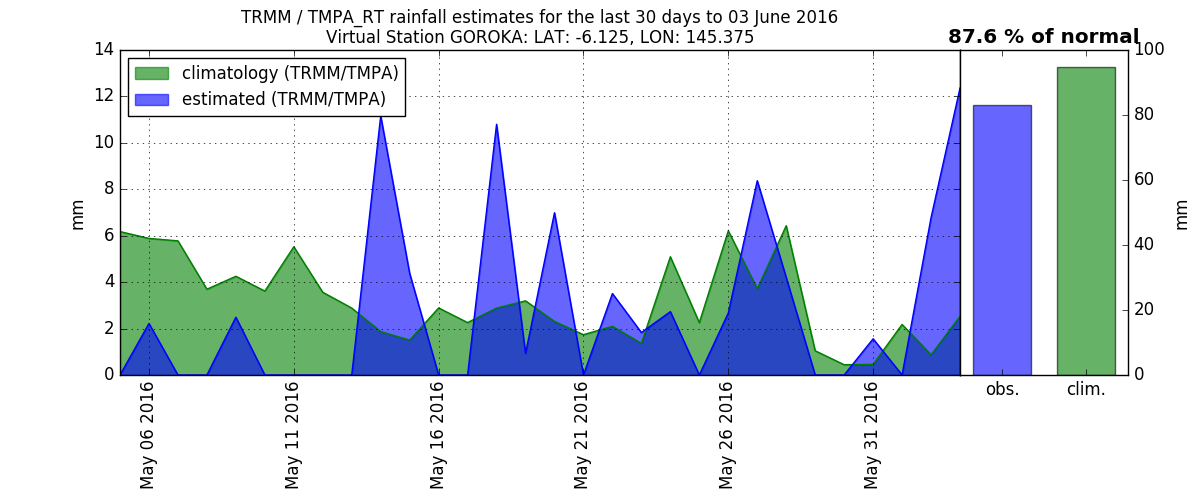 TRMM / TMPA_RT rainfall estimates for the last 30 days to 03 June 2016
Virtual Station GOROKA: LAT: -6.125, LON: 145.375
87.6 % of normal
climatology (TRMM/TMPA)
estimated (TRMM/TMPA)
mm
14
12
10
8
6
4
2
0
May 06 2016
May 11 2016
May 16 2016
May 21 2016
May 26 2016
May 31 2016
obs.
clim.
100
80
60
40
20
0
mm